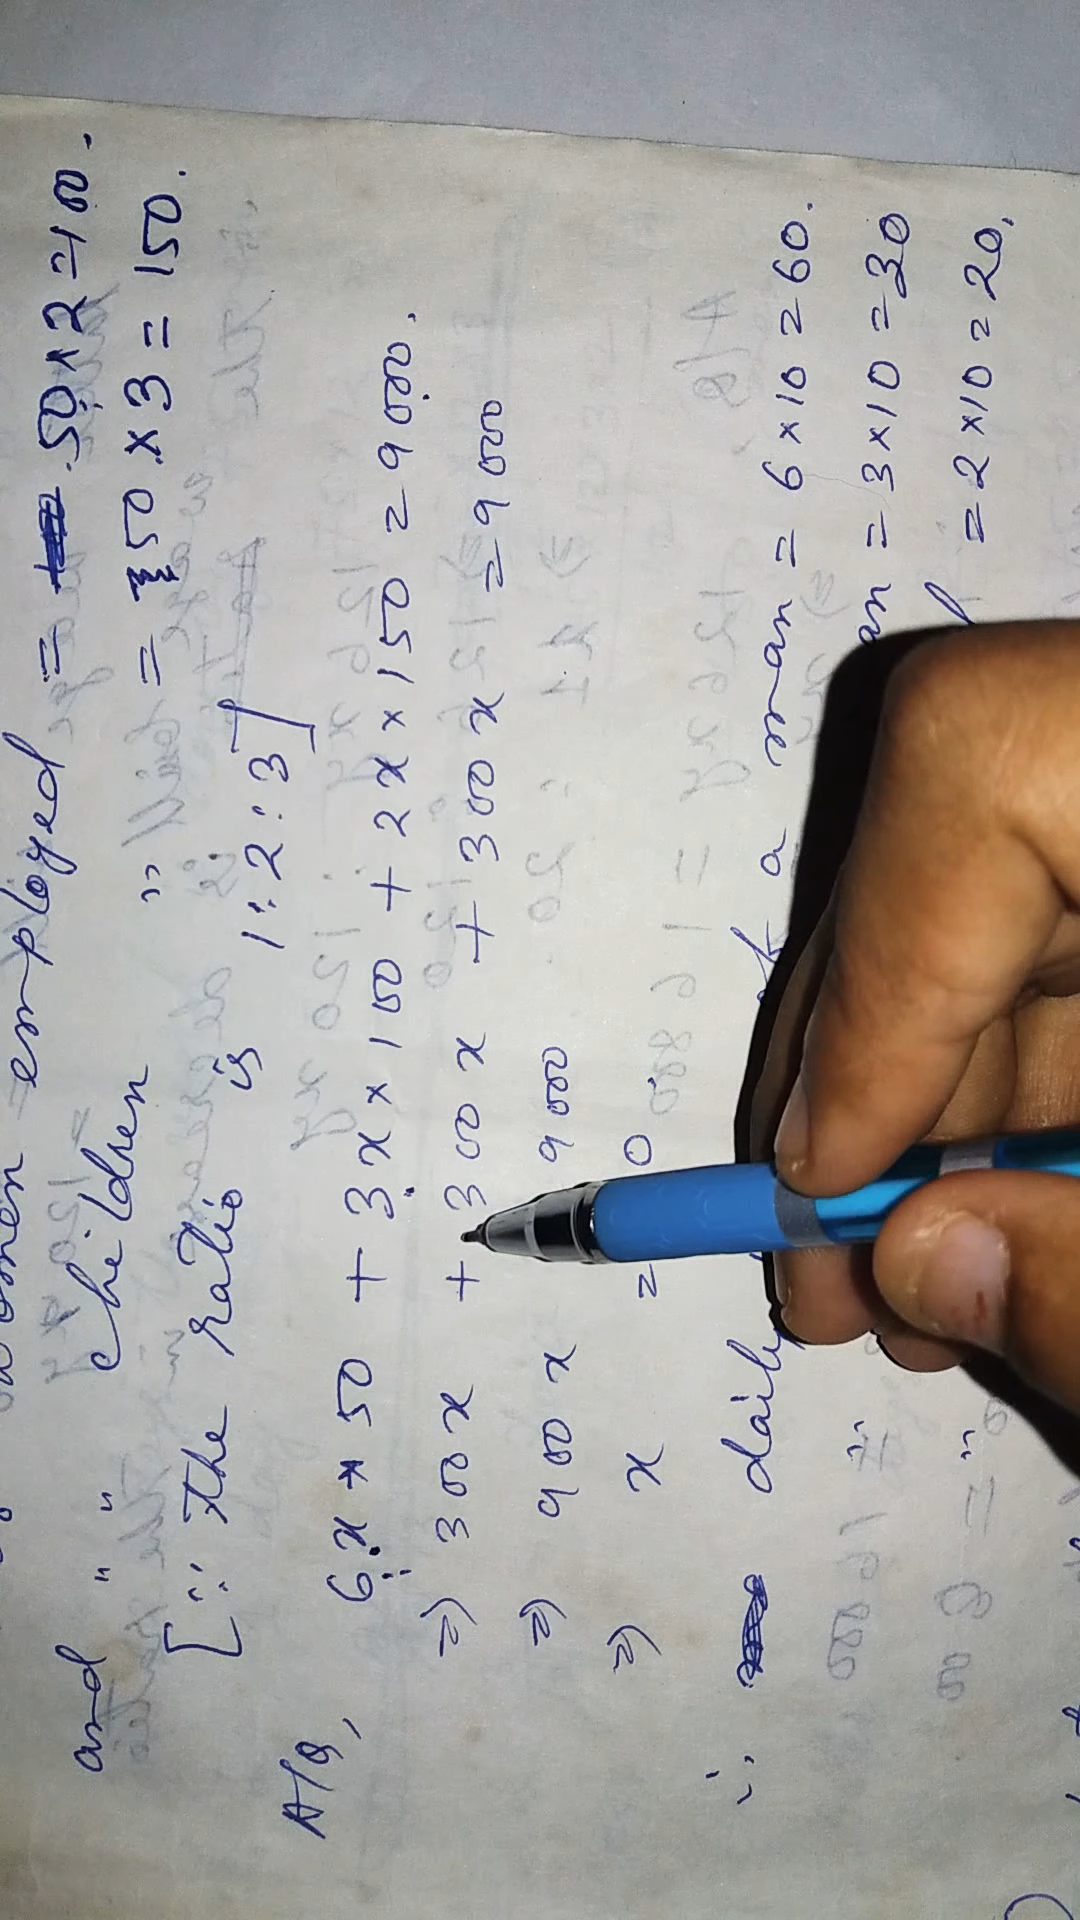 women employed = 50×2=100.
and " children " = 50×3=150.
[∵ the ratio is 1:2:3]
A/Q, 6x×50 + 3x×100 + 2x×150=9000.
⇒ 300x + 300x + 300x =9000
⇒ 900x 9000
⇒ x = 0
∴ daily a man = 6×10=60.
" an =3×10=30
" =2×10=20.